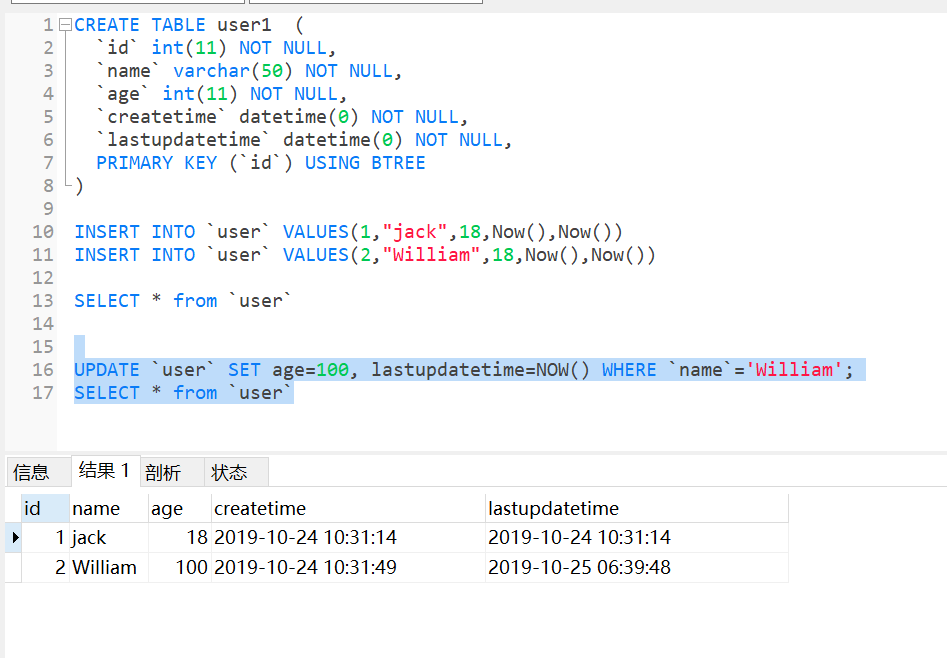 1 CREATE TABLE user1 (
2 `id` int(11) NOT NULL,
3 `name` varchar(50) NOT NULL,
4 `age` int(11) NOT NULL,
5 `createtime` datetime(0) NOT NULL,
6 `lastupdatetime` datetime(0) NOT NULL,
7 PRIMARY KEY (`id`) USING BTREE
8 )
9
10 INSERT INTO `user` VALUES(1,"jack",18,Now(),Now())
11 INSERT INTO `user` VALUES(2,"William",18,Now(),Now())
12
13 SELECT * from `user`
14
15
16 UPDATE `user` SET age=100, lastupdatetime=NOW() WHERE `name`='William';
17 SELECT * from `user`
信息 结果 1 剖析 状态
id name age createtime lastupdatetime
1 jack 18 2019-10-24 10:31:14 2019-10-24 10:31:14
2 William 100 2019-10-24 10:31:49 2019-10-25 06:39:48